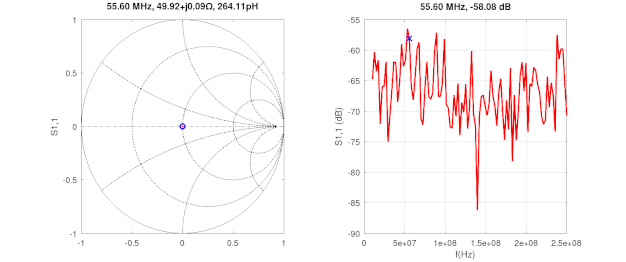 55.60 MHz, 49.92+j0.09Ω, 264.11pH
1
0.5
0
-0.5
-1
-1
-0.5
0
0.5
1
S1,1
55.60 MHz, -58.08 dB
-55
-60
-65
-70
-75
-80
-85
-90
0
5e+07
1e+08
1.5e+08
2e+08
2.5e+08
S1,1 (dB)
f(Hz)